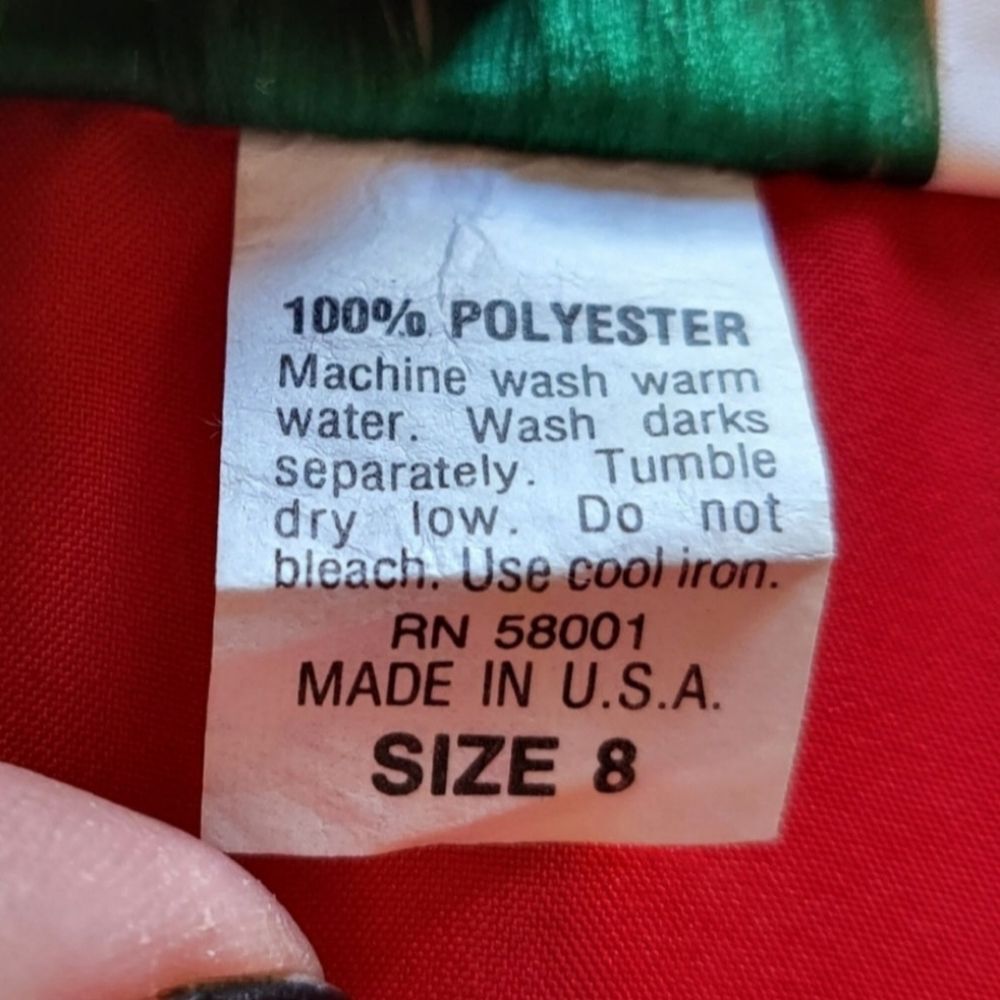 100% POLYESTER
Machine wash warm
water. Wash darks
separately. Tumble
dry low. Do not
bleach. Use cool iron.
RN 58001
MADE IN U.S.A.
SIZE 8